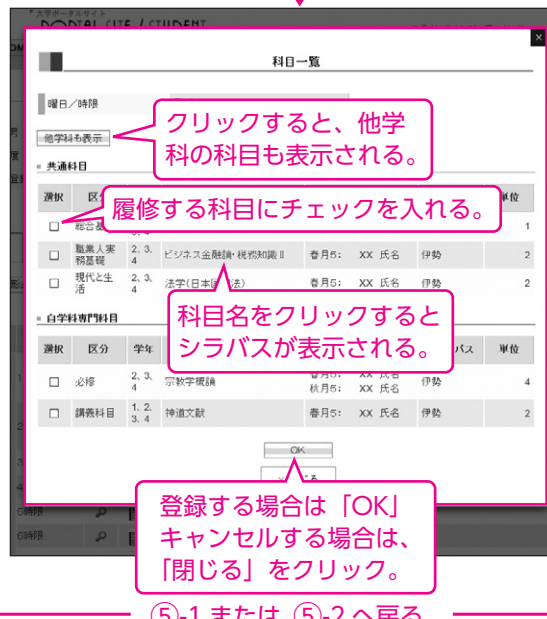 大学ポータルサイト
科目一覧
曜日／時限
クリックすると、他学
科の科目も表示される。
他学科も表示
共通科目
選択 単位
履修する科目にチェックを入れる。
1
職業人実務基礎 2, 3, 4 ビジネス金融論・税務知識Ⅱ 春月5: XX 氏名 伊勢 2
現代と生活 2, 3, 4 春月5: XX 氏名 伊勢 2
科目名をクリックすると
シラバスが表示される。
自学科専門科目
選択 区分 学年 単位
必修 2, 3, 4 宗教学概論 春月5: XX 氏名 伊勢 4
秋月5: XX 氏名
講義科目 1, 2, 3, 4 神道文献 春月5: XX 氏名 伊勢 2
OK
登録する場合は「OK」
キャンセルする場合は、
「閉じる」をクリック。
5時限
6時限
⑤-1 または ⑤-2 へ戻る